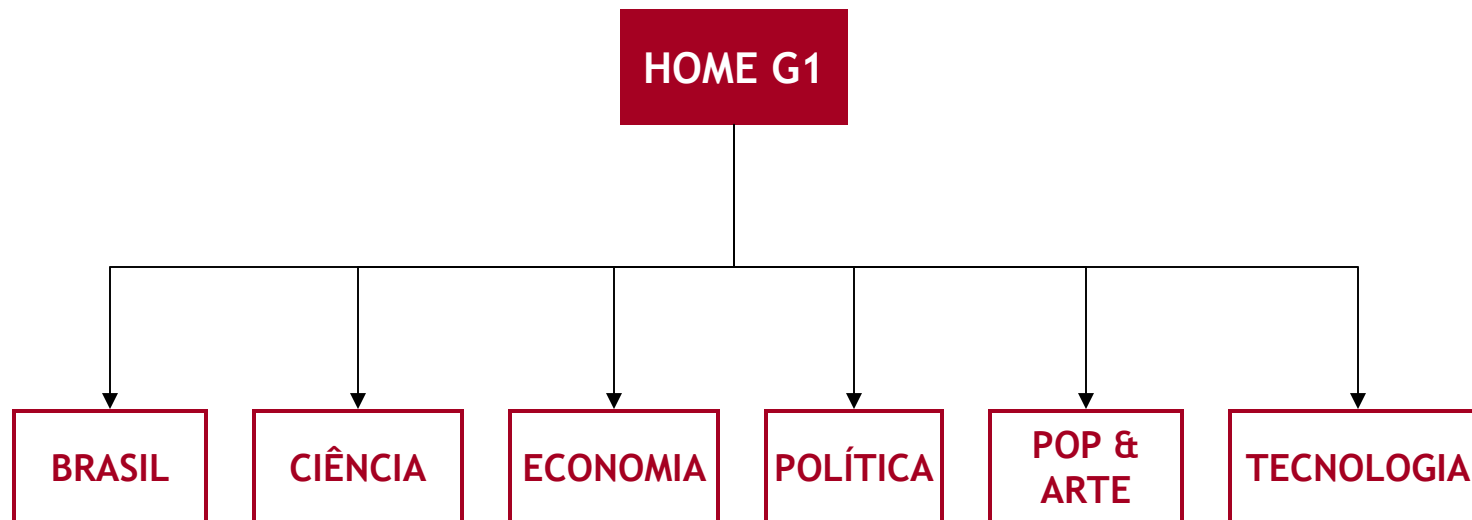 HOME G1
BRASIL
CIÊNCIA
ECONOMIA
POLÍTICA
POP &
ARTE
TECNOLOGIA